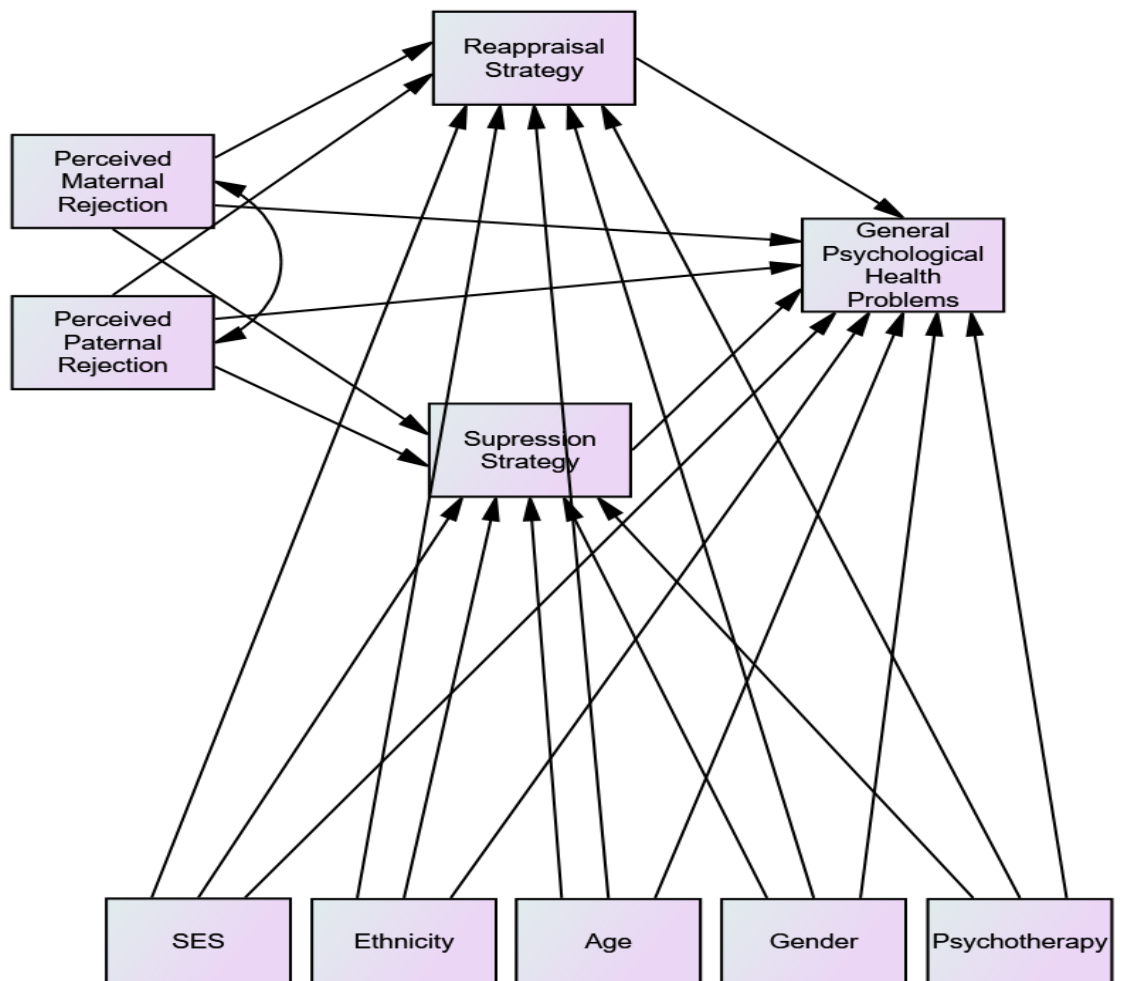 Reappraisal
Strategy
Perceived
Maternal
Rejection
General
Psychological
Health
Problems
Perceived
Paternal
Rejection
Supression
Strategy
SES
Ethnicity
Age
Gender
Psychotherapy